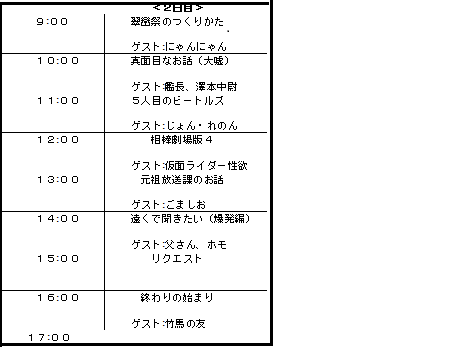 ＜２日目＞
９:００ 翠巒祭のつくりかた
ゲスト:にゃんにゃん
１０:００ 真面目なお話（大嘘）
ゲスト:艦長、澤本中尉
１１:００ ５人目のビートルズ
ゲスト:じょん・れのん
１２:００ 相棒劇場版４
ゲスト:仮面ライダー性欲
１３:００ 元祖放送課のお話
ゲスト:ごましお
１４:００ 遠くで聞きたい（爆発編）
ゲスト:父さん、ホモ
１５:００ リクエスト
１６:００ 終わりの始まり
ゲスト:竹馬の友
１７:００